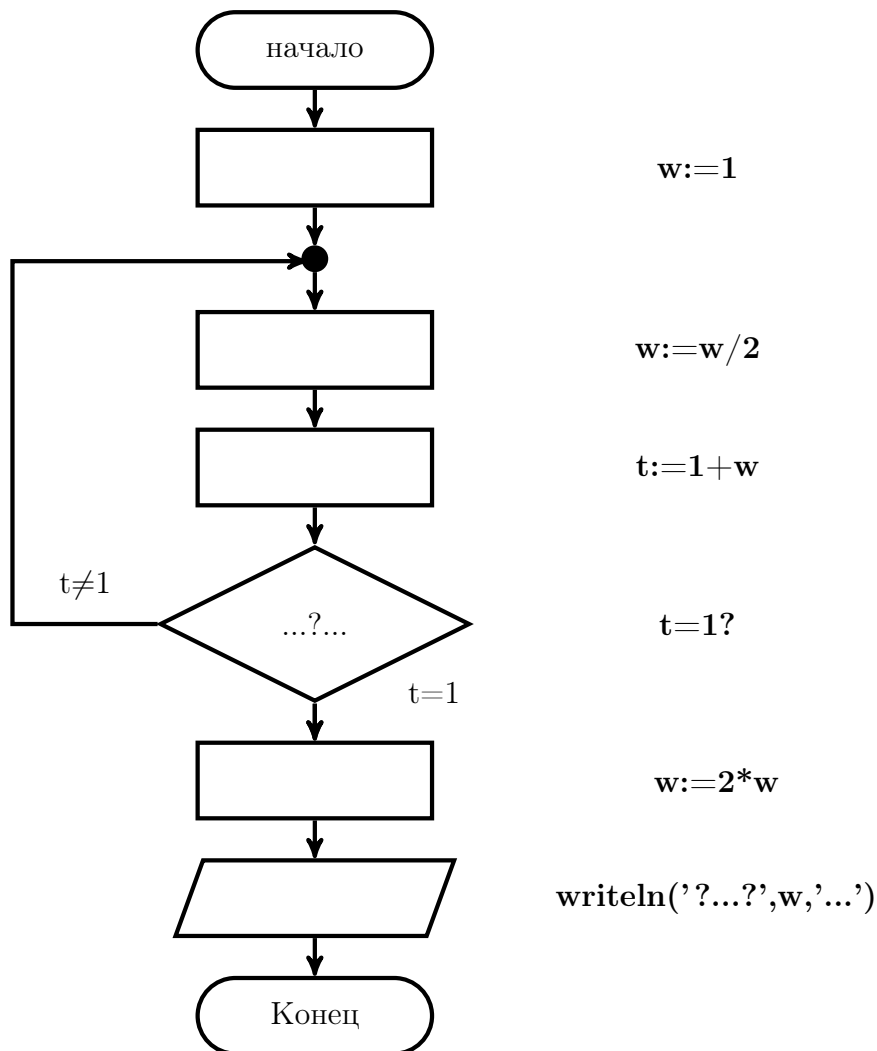 начало
w:=1
w:=w/2
t:=1+w
t≠1
...?...
t=1?
t=1
w:=2*w
writeln('?...?',w,'...')
Конец